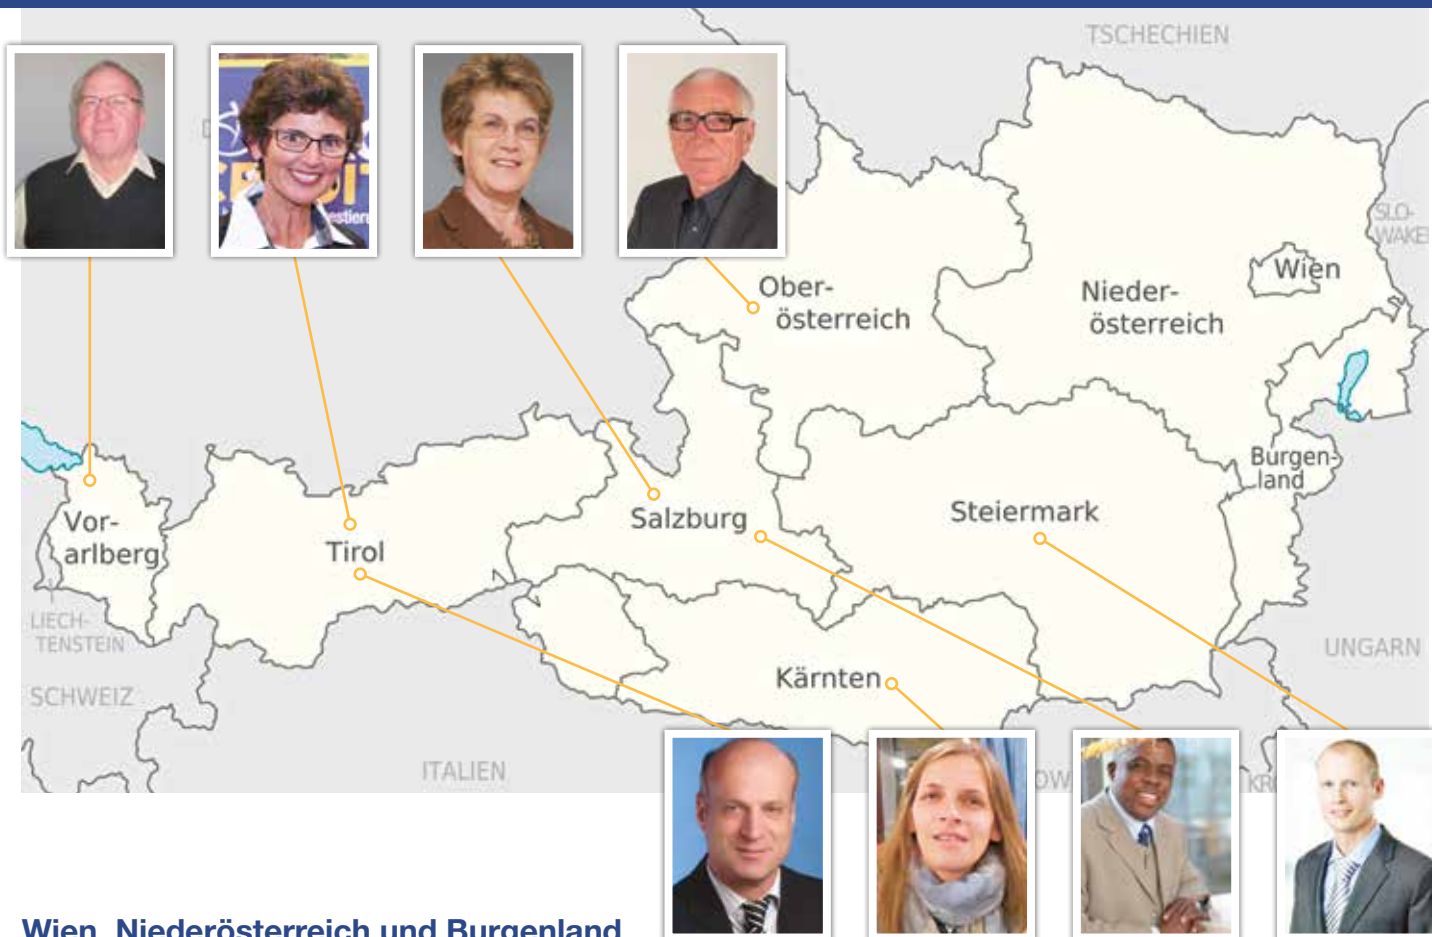 TSCHECHIEN
SLO-
WAKEI
Wien
Ober-
österreich
Nieder-
österreich
Burgen-
land
Vor-
arlberg
Tirol
Salzburg
Steiermark
Kärnten
LIECH-
TENSTEIN
SCHWEIZ
ITALIEN
UNGARN
Wien, Niederösterreich und Burgenland